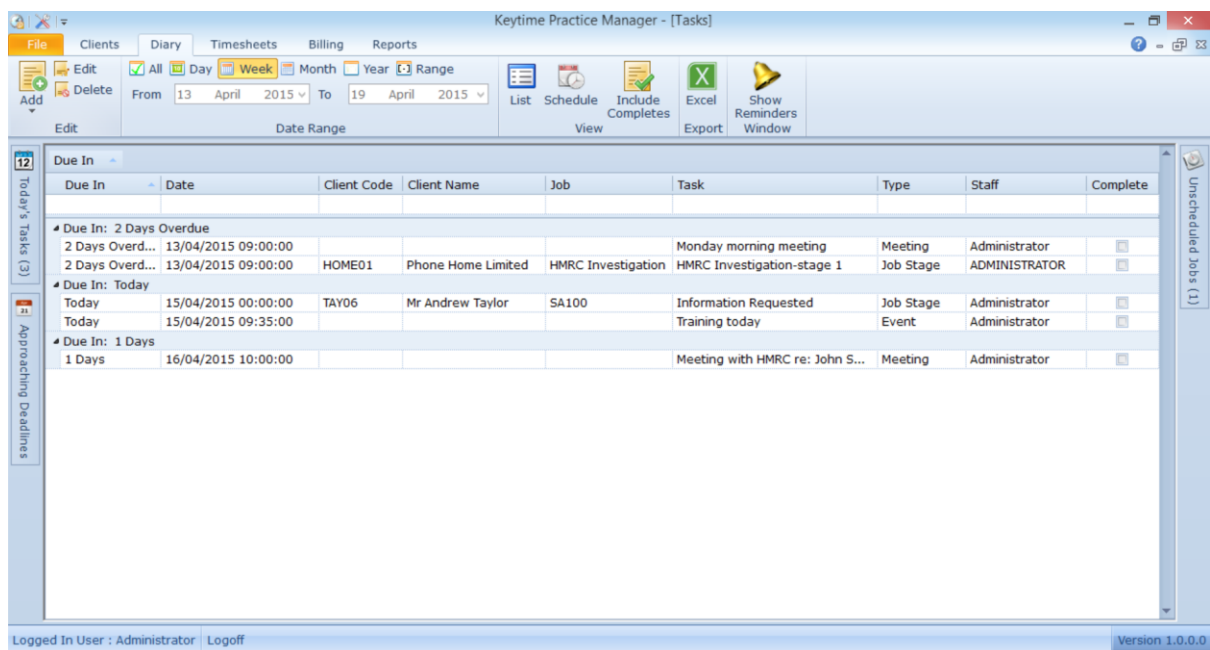 Keytime Practice Manager - [Tasks]
File Clients Diary Timesheets Billing Reports
Add
Edit
Delete
Edit
All Day Week Month Year Range
From 13 April 2015 To 19 April 2015
Date Range
List Schedule Include Completes
View
Excel
Export
Show Reminders Window
12 Today's Tasks (3)
21 Approaching Deadlines
Unscheduled Jobs (1)
Due In
Due In Date Client Code Client Name Job Task Type Staff Complete
Due In: 2 Days Overdue
2 Days Overd... 13/04/2015 09:00:00 Monday morning meeting Meeting Administrator
2 Days Overd... 13/04/2015 09:00:00 HOME01 Phone Home Limited HMRC Investigation HMRC Investigation-stage 1 Job Stage ADMINISTRATOR
Due In: Today
Today 15/04/2015 00:00:00 TAY06 Mr Andrew Taylor SA100 Information Requested Job Stage Administrator
Today 15/04/2015 09:35:00 Training today Event Administrator
Due In: 1 Days
1 Days 16/04/2015 10:00:00 Meeting with HMRC re: John S... Meeting Administrator
Logged In User : Administrator Logoff Version 1.0.0.0